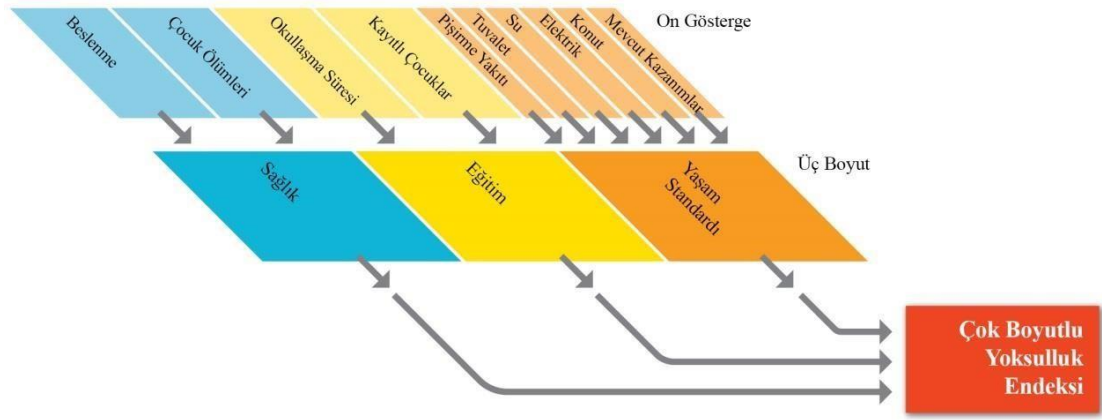 On Gösterge
Beslenme
Çocuk Ölümleri
Okullaşma Süresi
Kayıtlı Çocuklar
Pişirme Yakıtı
Tuvalet
Su
Elektrik
Konut
Mevcut Kazanımlar
Üç Boyut
Sağlık
Eğitim
Yaşam
Standardı
Çok Boyutlu
Yoksulluk
Endeksi